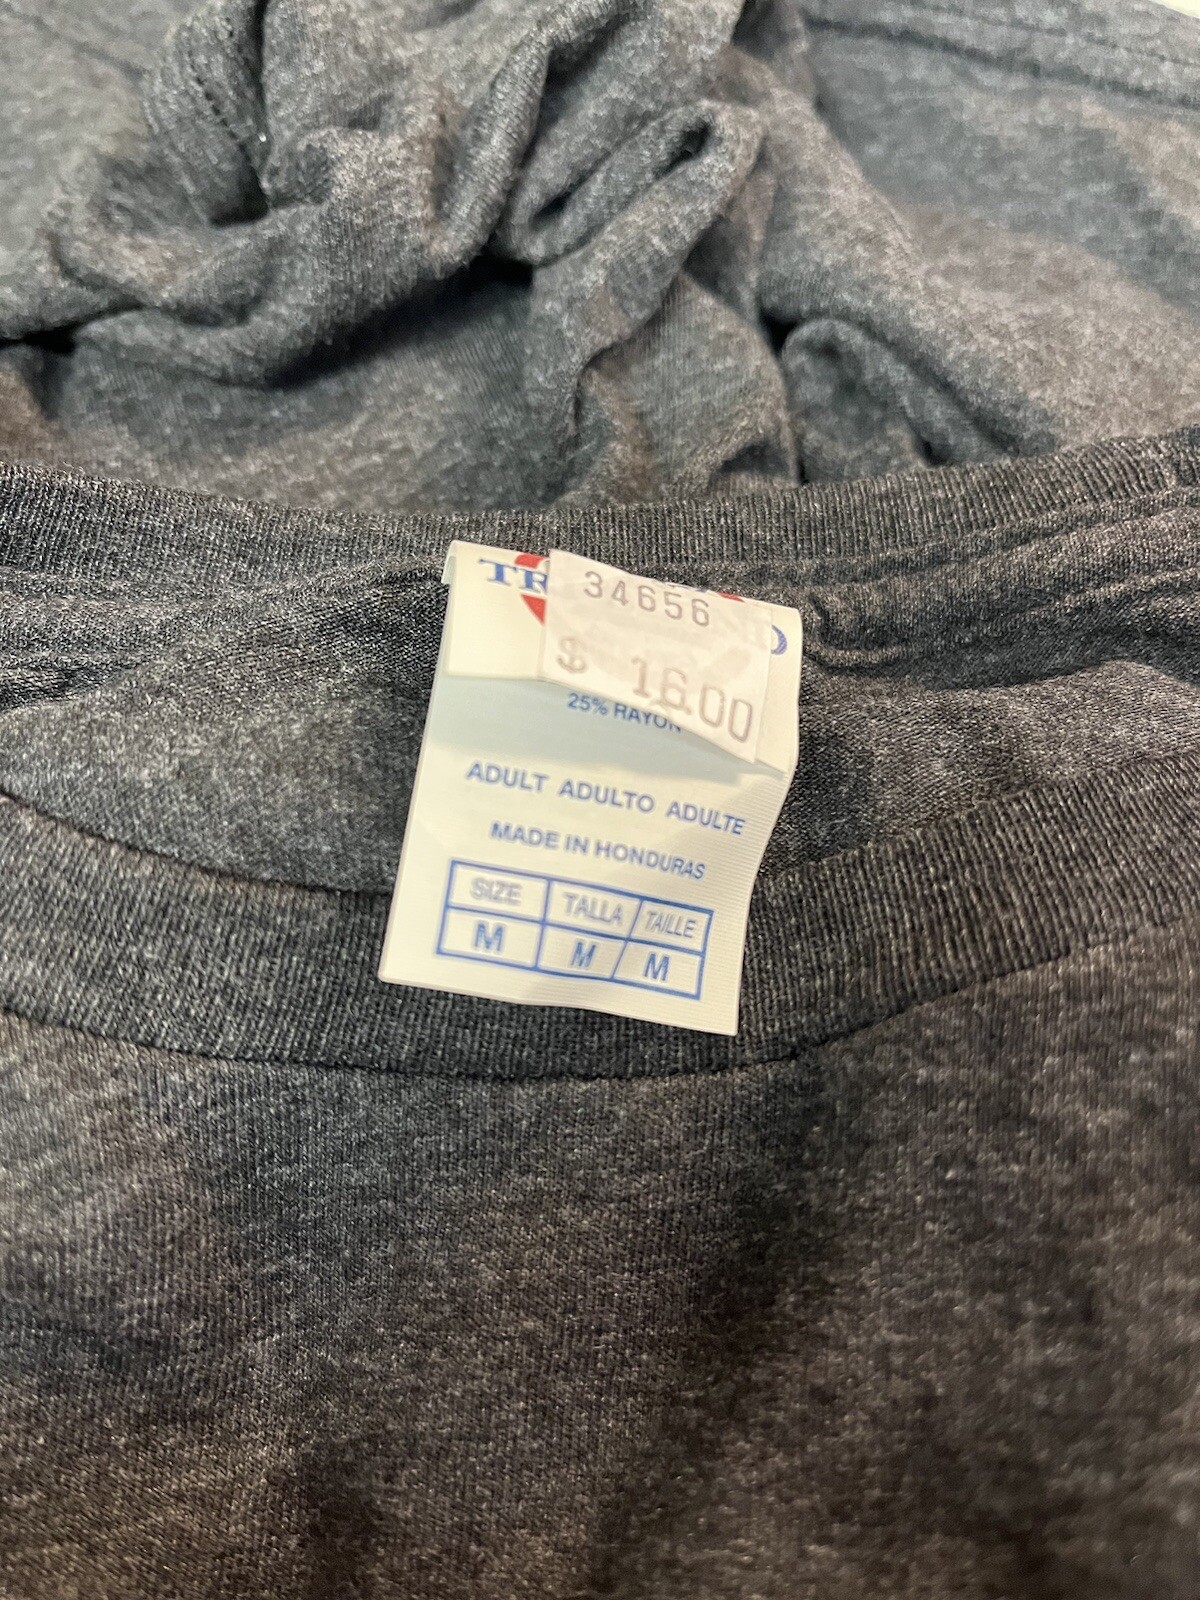 34656
$ 16.00
25% RAYON
ADULT ADULTO ADULTE
MADE IN HONDURAS
SIZE TALLA TAILLE
M M M